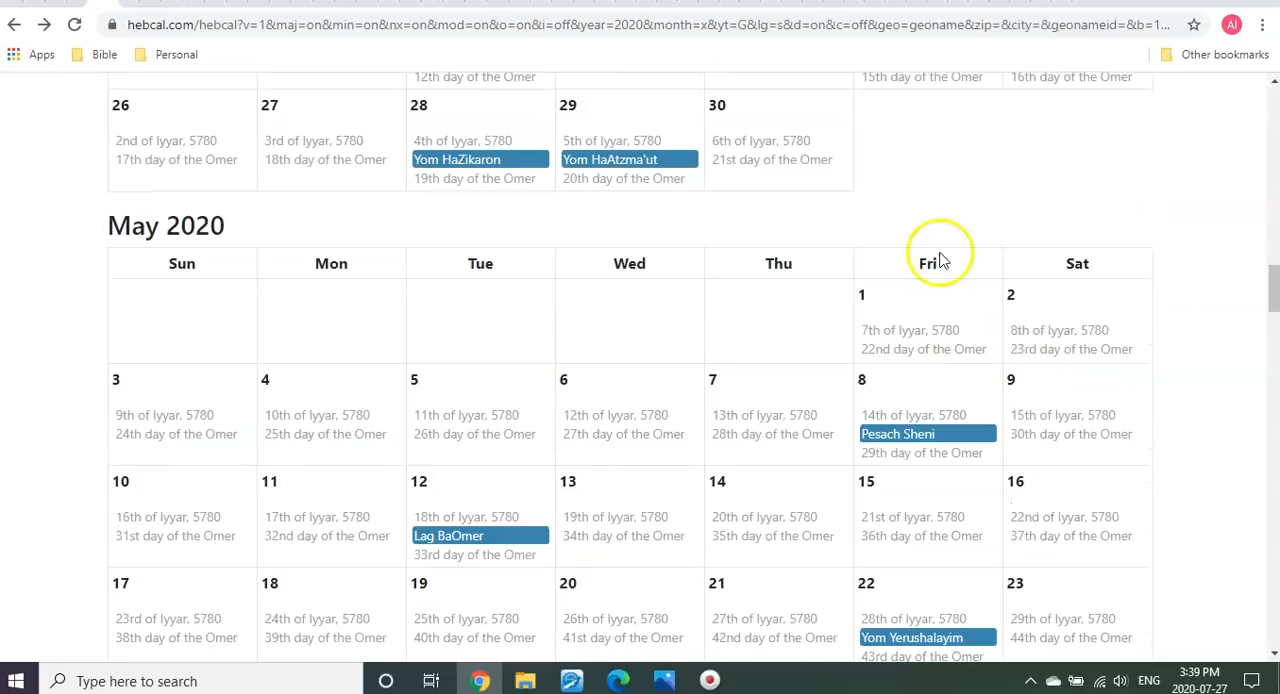 hebcal.com/hebcal?v=1&maj=on&min=on&nx=on&mod=on&o=on&i=off&year=2020&month=x&yt=G&lg=s&d=on&c=off&geo=geoname&zip=&city=&geonameid=&b=1...
AI
Apps Bible Personal Other bookmarks
12th day of the Omer 15th day of the Omer 16th day of the Omer
26 27 28 29 30
2nd of Iyyar, 5780 3rd of Iyyar, 5780 4th of Iyyar, 5780 5th of Iyyar, 5780 6th of Iyyar, 5780
17th day of the Omer 18th day of the Omer Yom HaZikaron Yom HaAtzma'ut 21st day of the Omer
19th day of the Omer 20th day of the Omer
May 2020
Sun Mon Tue Wed Thu Fri Sat
1 2
7th of Iyyar, 5780 8th of Iyyar, 5780
22nd day of the Omer 23rd day of the Omer
3 4 5 6 7 8 9
9th of Iyyar, 5780 10th of Iyyar, 5780 11th of Iyyar, 5780 12th of Iyyar, 5780 13th of Iyyar, 5780 14th of Iyyar, 5780 15th of Iyyar, 5780
24th day of the Omer 25th day of the Omer 26th day of the Omer 27th day of the Omer 28th day of the Omer Pesach Sheni 30th day of the Omer
29th day of the Omer
10 11 12 13 14 15 16
16th of Iyyar, 5780 17th of Iyyar, 5780 18th of Iyyar, 5780 19th of Iyyar, 5780 20th of Iyyar, 5780 21st of Iyyar, 5780 22nd of Iyyar, 5780
31st day of the Omer 32nd day of the Omer Lag BaOmer 34th day of the Omer 35th day of the Omer 36th day of the Omer 37th day of the Omer
33rd day of the Omer
17 18 19 20 21 22 23
23rd of Iyyar, 5780 24th of Iyyar, 5780 25th of Iyyar, 5780 26th of Iyyar, 5780 27th of Iyyar, 5780 28th of Iyyar, 5780 29th of Iyyar, 5780
38th day of the Omer 39th day of the Omer 40th day of the Omer 41st day of the Omer 42nd day of the Omer Yom Yerushalayim 44th day of the Omer
43rd day of the Omer
Type here to search
ENG
3:39 PM
2020-07-27